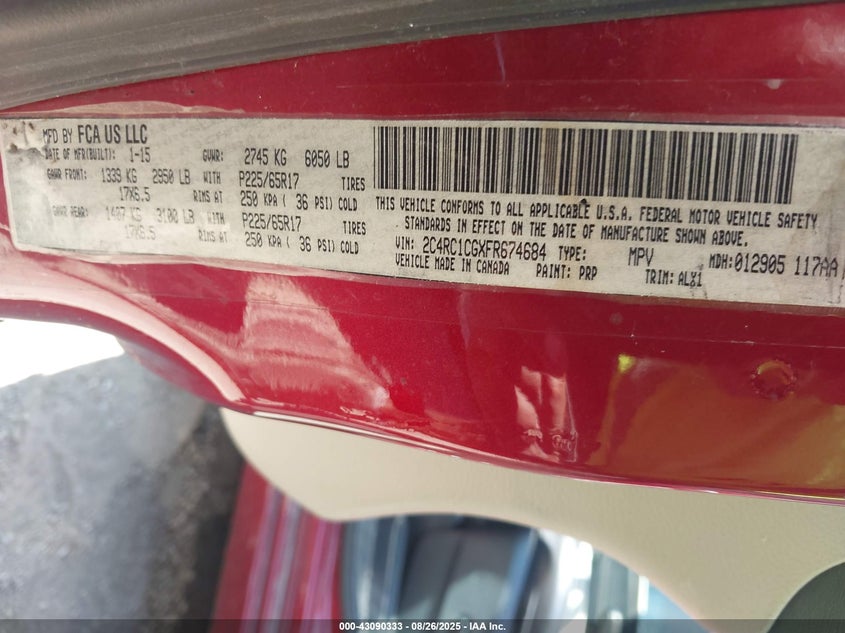 MFD BY FCA US LLC
DATE OF MFR(BUILT): 1-15 GVWR: 2745 KG 6050 LB
GAWR FRONT: 1339 KG 2950 LB WITH P225/65R17 TIRES
17X6.5 RIMS AT 250 KPA ( 36 PSI) COLD
GAWR REAR: 1407 KG 3100 LB WITH P225/65R17 TIRES
17X6.5 RIMS AT 250 KPA ( 36 PSI) COLD
THIS VEHICLE CONFORMS TO ALL APPLICABLE U.S.A. FEDERAL MOTOR VEHICLE SAFETY
STANDARDS IN EFFECT ON THE DATE OF MANUFACTURE SHOWN ABOVE.
VIN: 2C4RC1CGXFR674684 TYPE: MPV MDH:012905 117AA
VEHICLE MADE IN CANADA PAINT: PRP TRIM: ALX1
000-43090333 - 08/26/2025 - IAA Inc.